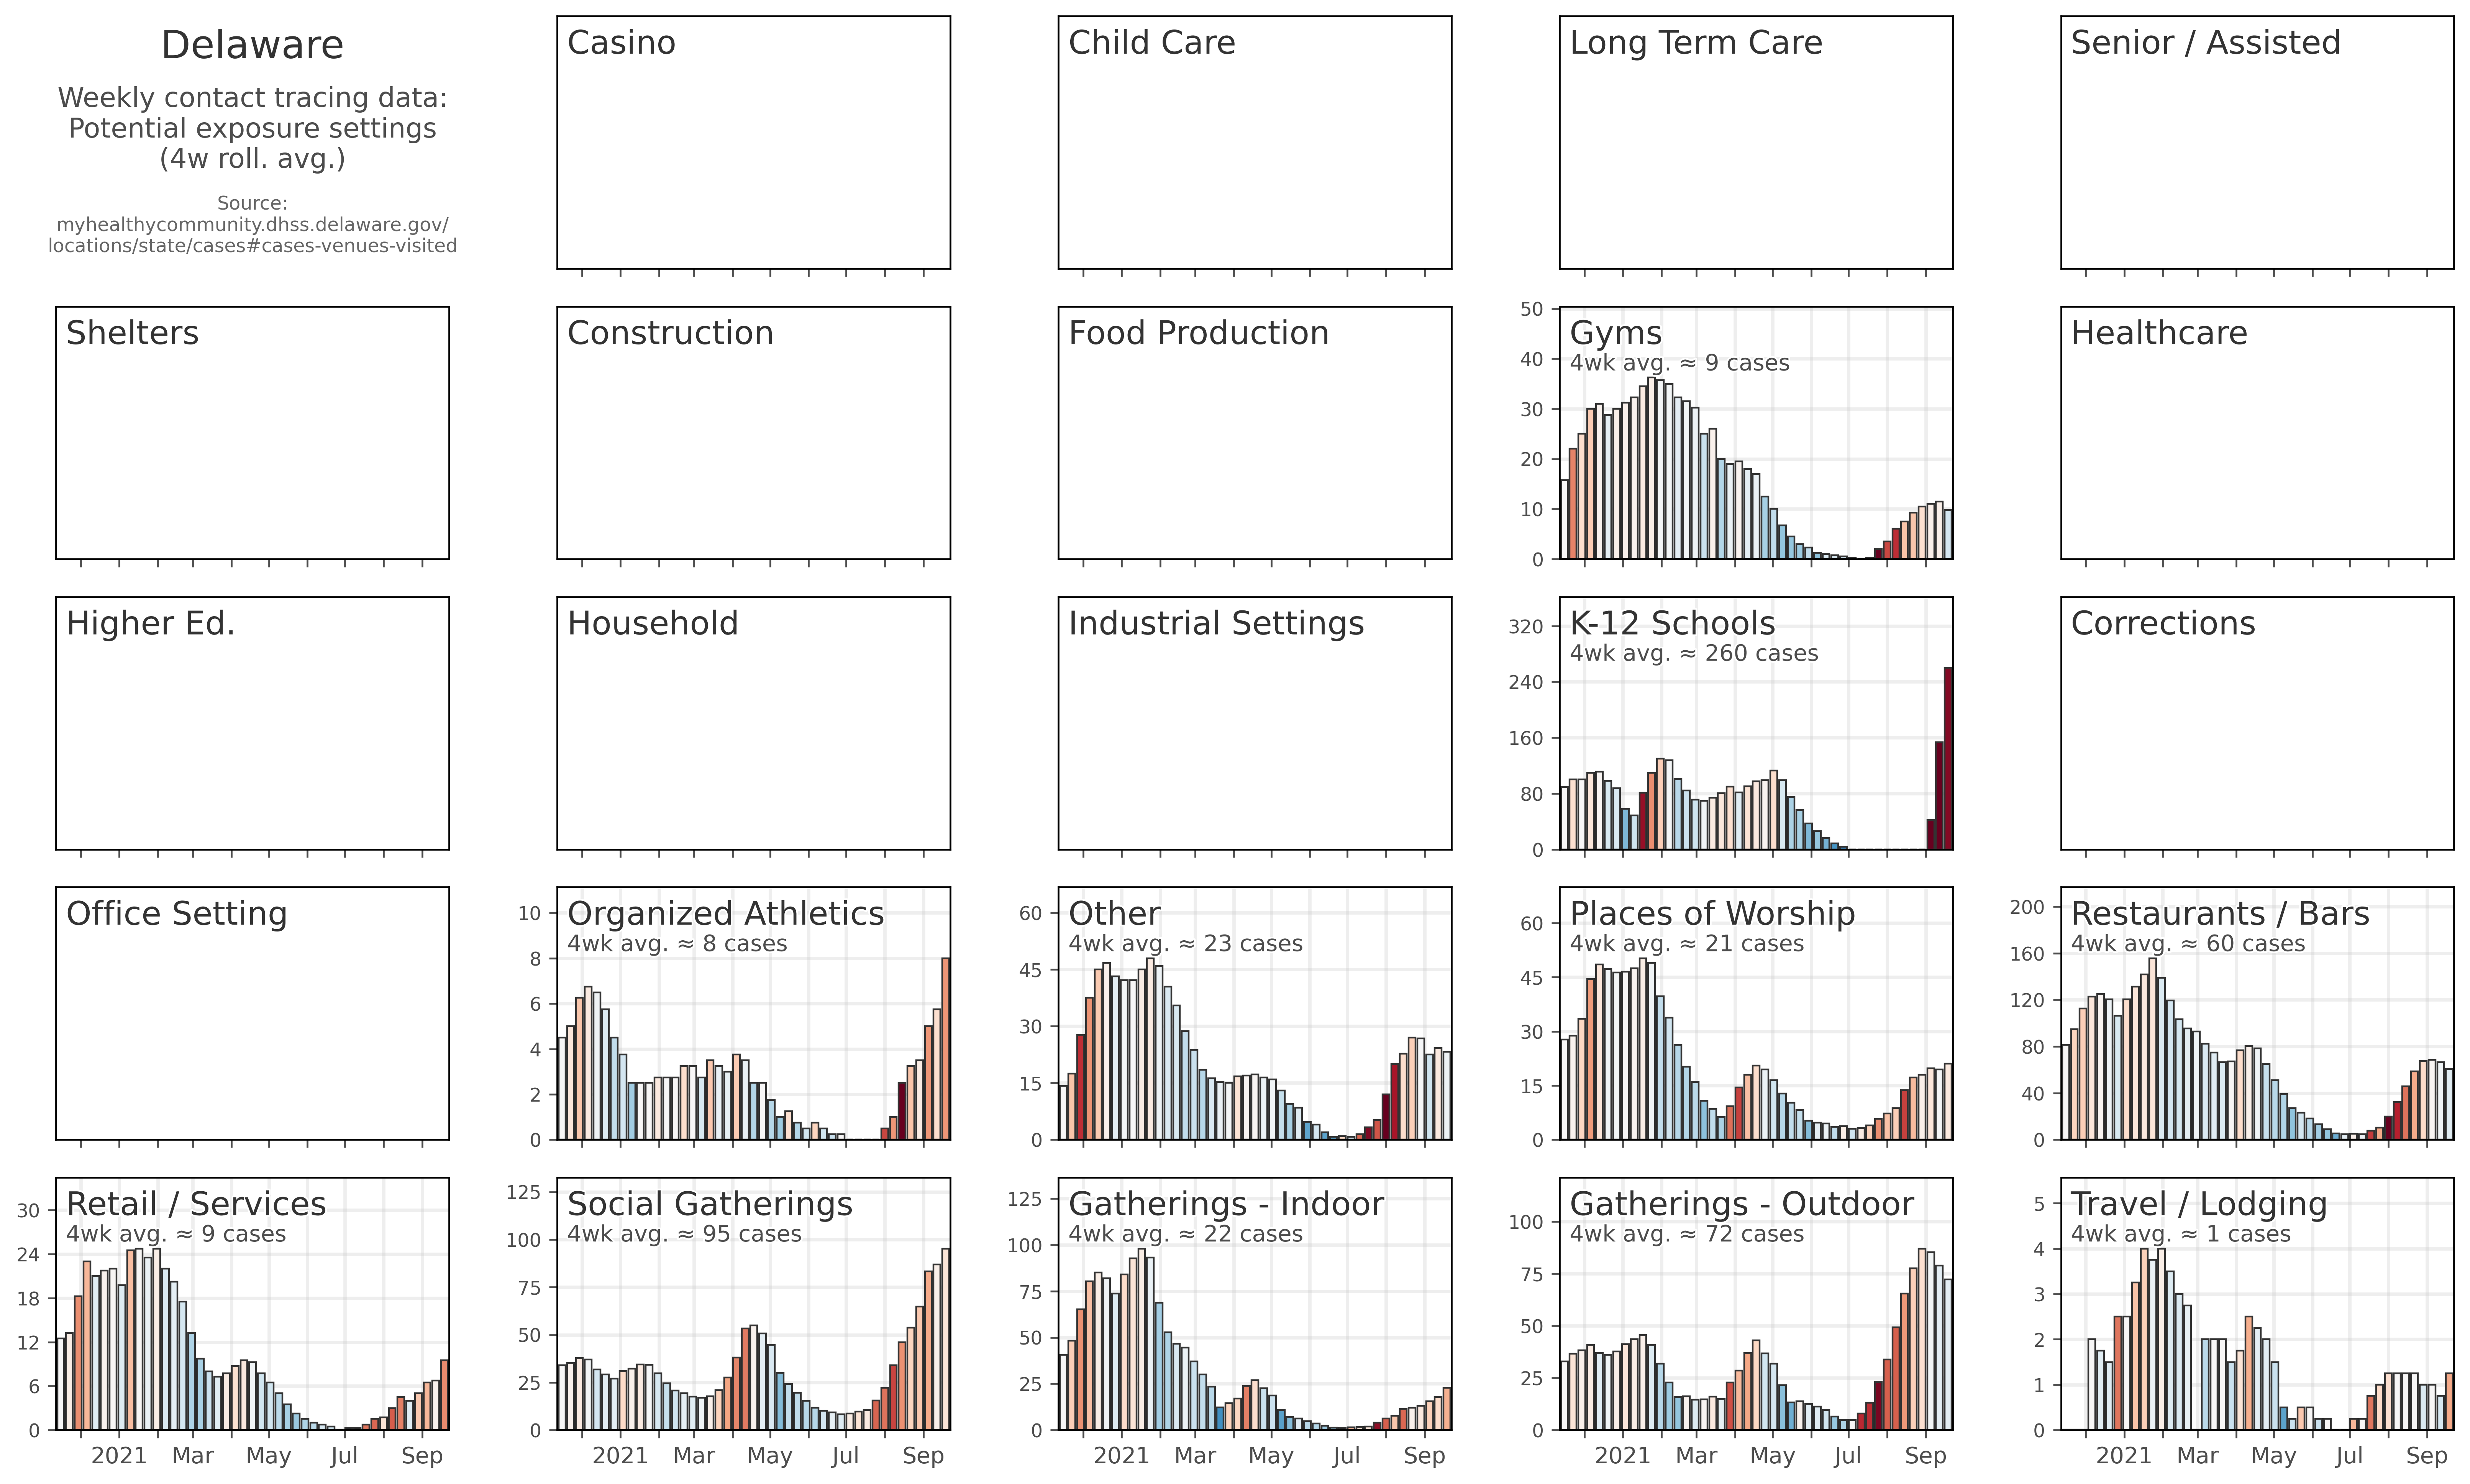 Delaware
Weekly contact tracing data:
Potential exposure settings
(4w roll. avg.)
Source:
myhealthycommunity.dhss.delaware.gov/
locations/state/cases#cases-venues-visited
Casino
Child Care
Long Term Care
Senior / Assisted
Shelters
Construction
Food Production
Gyms
4wk avg. ≈ 9 cases
50
40
30
20
10
0
Healthcare
Higher Ed.
Household
Industrial Settings
K-12 Schools
4wk avg. ≈ 260 cases
320
240
160
80
0
Corrections
Office Setting
Organized Athletics
4wk avg. ≈ 8 cases
10
8
6
4
2
0
Other
4wk avg. ≈ 23 cases
60
45
30
15
0
Places of Worship
4wk avg. ≈ 21 cases
60
45
30
15
0
Restaurants / Bars
4wk avg. ≈ 60 cases
200
160
120
80
40
0
Retail / Services
4wk avg. ≈ 9 cases
30
24
18
12
6
0
2021 Mar May Jul Sep
Social Gatherings
4wk avg. ≈ 95 cases
125
100
75
50
25
0
2021 Mar May Jul Sep
Gatherings - Indoor
4wk avg. ≈ 22 cases
125
100
75
50
25
0
2021 Mar May Jul Sep
Gatherings - Outdoor
4wk avg. ≈ 72 cases
100
75
50
25
0
2021 Mar May Jul Sep
Travel / Lodging
4wk avg. ≈ 1 cases
5
4
3
2
1
0
2021 Mar May Jul Sep